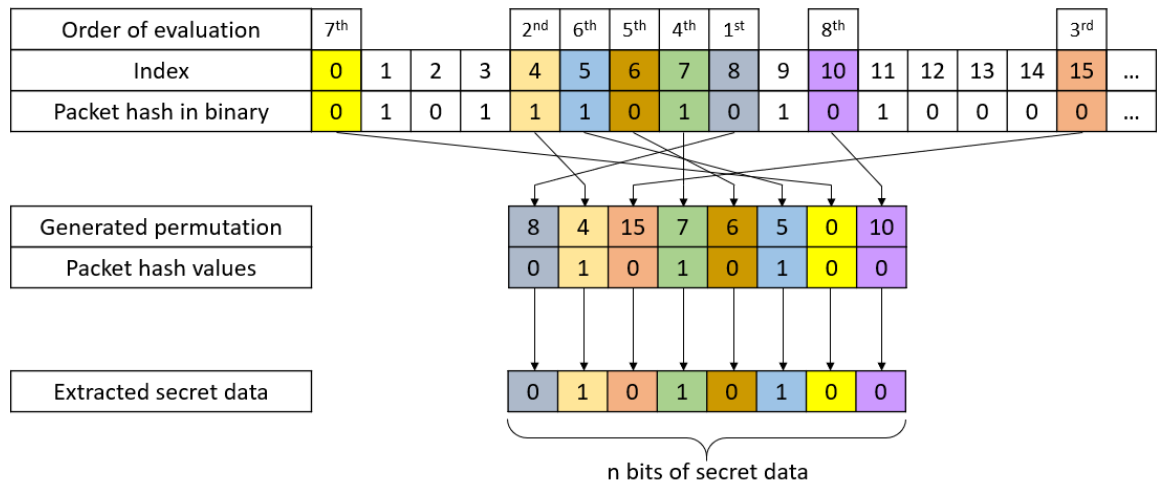 Order of evaluation 7th 2nd 6th 5th 4th 1st 8th 3rd
Index 0 1 2 3 4 5 6 7 8 9 10 11 12 13 14 15 ...
Packet hash in binary 0 1 0 1 1 1 0 1 0 1 0 1 0 0 0 0 ...
Generated permutation 8 4 15 7 6 5 0 10
Packet hash values 0 1 0 1 0 1 0 0
Extracted secret data 0 1 0 1 0 1 0 0
n bits of secret data